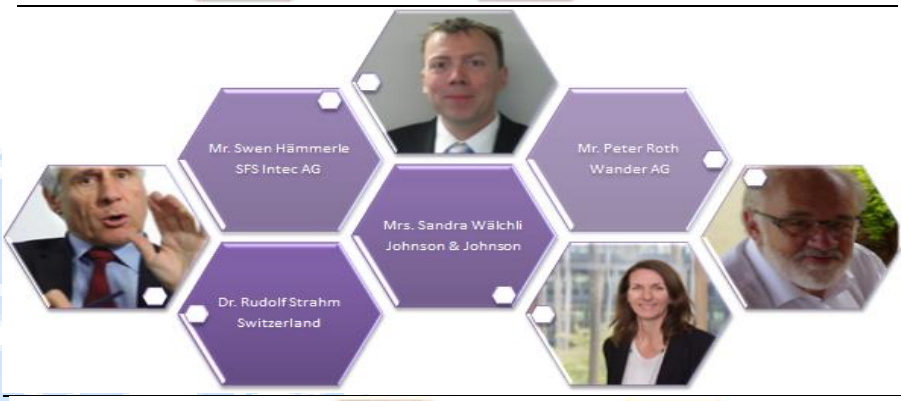 Mr. Swen Hämmerle
SFS Intec AG
Mr. Peter Roth
Wander AG
Mrs. Sandra Wälchli
Johnson & Johnson
Dr. Rudolf Strahm
Switzerland